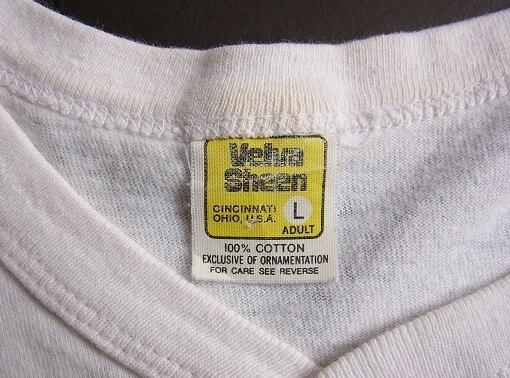 Velva
Sheen
CINCINNATI
OHIO, U.S.A.
L
ADULT
100% COTTON
EXCLUSIVE OF ORNAMENTATION
FOR CARE SEE REVERSE